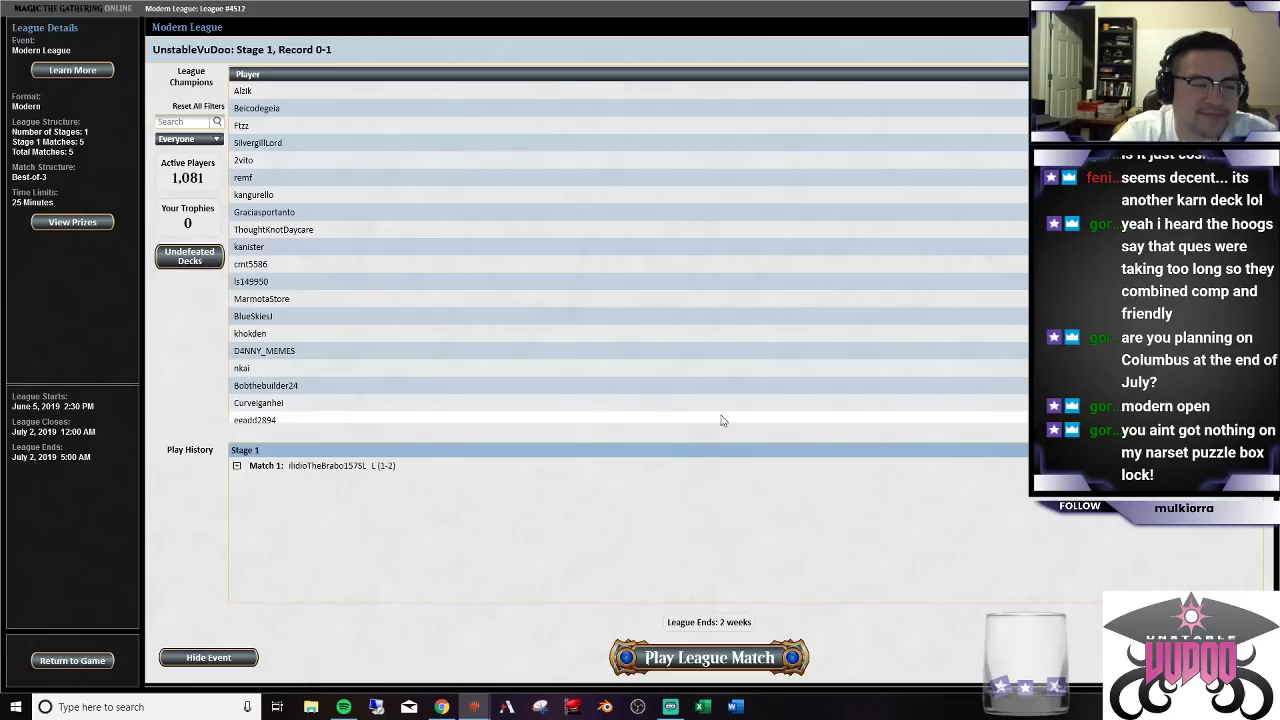 MAGIC THE GATHERING ONLINE
Modern League: League #4512
League Details
Event:
Modern League
Learn More
Format:
Modern
League Structure:
Number of Stages: 1
Stage 1 Matches: 5
Total Matches: 5
Match Structure:
Best-of-3
Time Limits:
25 Minutes
View Prizes
League Starts:
June 5, 2019 2:30 PM
League Closes:
July 2, 2019 12:00 AM
League Ends:
July 2, 2019 5:00 AM
Return to Game
Modern League
UnstableVuDoo: Stage 1, Record 0-1
League
Champions
Reset All Filters
Search
Everyone
Active Players
1,081
Your Trophies
0
Undefeated
Decks
Player
Alzik
Beicodegeia
Ftzz
SilvergillLord
2vito
remf
kangurello
Graciasportanto
ThoughtKnotDaycare
kanister
cmt5586
ls149950
MarmotaStore
BlueSkiesJ
khokden
D4NNY_MEMES
nkai
Bobthebuilder24
Curveiganhei
egadd2894
Play History
Stage 1
Match 1: ilidioTheBrabo157SL L (1-2)
League Ends: 2 weeks
Hide Event
Play League Match
feni.. seems decent... its
another karn deck lol
gor.. yeah i heard the hoogs
say that ques were
taking too long so they
combined comp and
friendly
gor.. are you planning on
Columbus at the end of
July?
gor.. modern open
gor.. you aint got nothing on
my narset puzzle box
lock!
FOLLOW mulkiorra
UNSTABLE
VUDOO
Type here to search